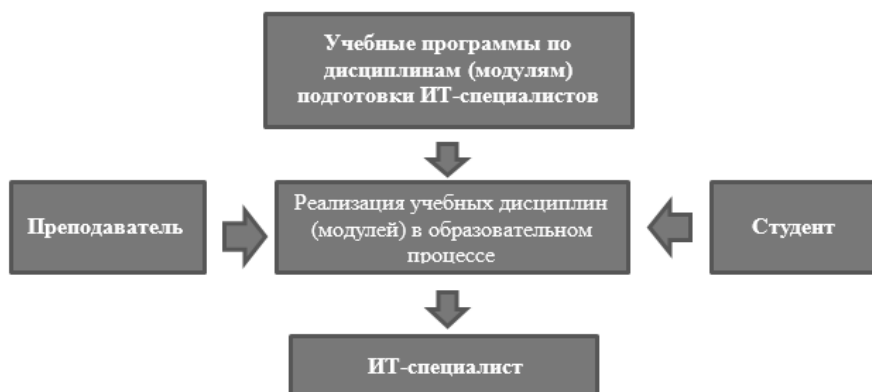 Учебные программы по
дисциплинам (модулям)
подготовки ИТ-специалистов
Преподаватель
Реализация учебных дисциплин
(модулей) в образовательном
процессе
Студент
ИТ-специалист